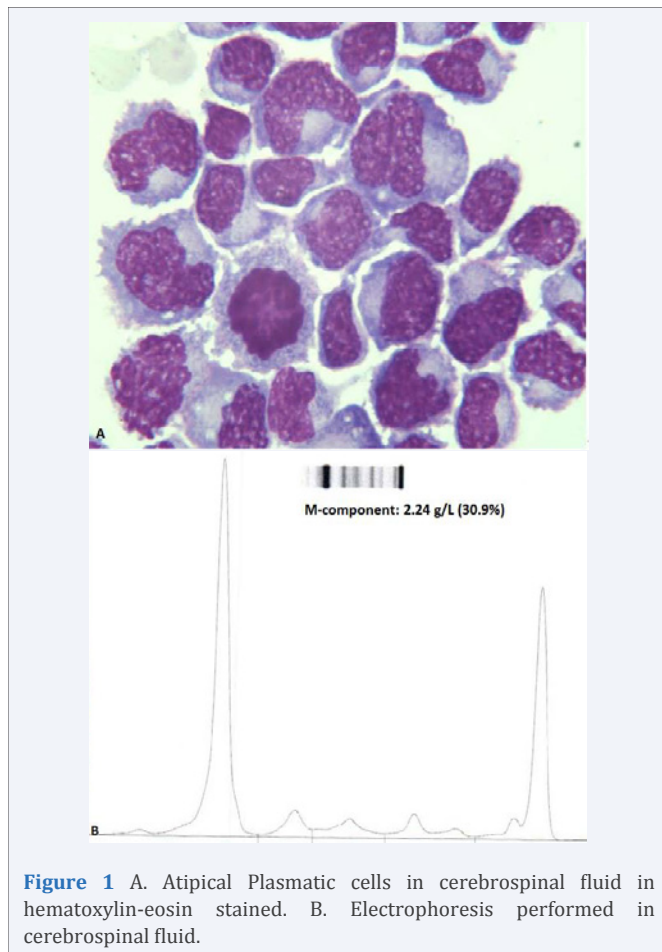 A
M-component: 2.24 g/L (30.9%)
B
Figure 1 A. Atipical Plasmatic cells in cerebrospinal fluid in
hematoxylin-eosin stained. B. Electrophoresis performed in
cerebrospinal fluid.